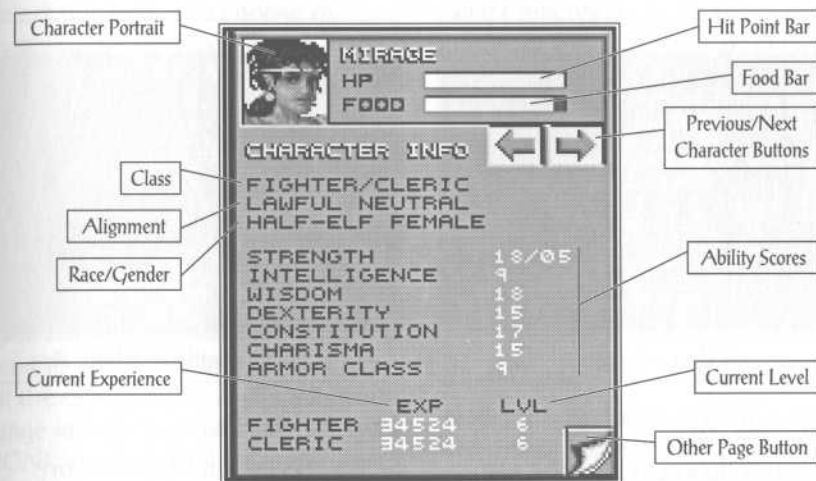 Character Portrait
Hit Point Bar
MIRAGE
HP
Food Bar
FOOD
Previous/Next
Character Buttons
CHARACTER INFO
Class
FIGHTER/CLERIC
Alignment
LAWFUL NEUTRAL
HALF-ELF FEMALE
Race/Gender
STRENGTH 18/05
Ability Scores
INTELLIGENCE 9
WISDOM 18
DEXTERITY 15
CONSTITUTION 17
CHARISMA 15
ARMOR CLASS 9
Current Experience
Current Level
EXP LVL
FIGHTER 34524 6
CLERIC 34524 6
Other Page Button